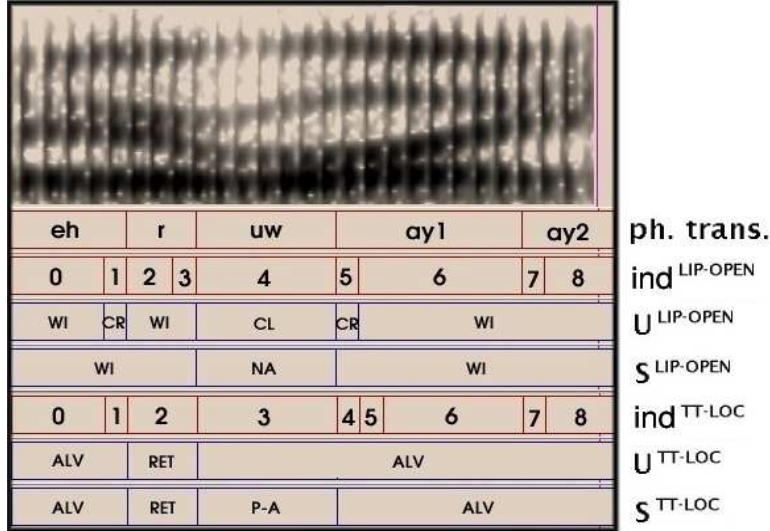 eh r uw ay1 ay2 ph. trans.
0 1 2 3 4 5 6 7 8 ind LIP-OPEN
WI CR WI CL CR WI U LIP-OPEN
WI NA WI S LIP-OPEN
0 1 2 3 4 5 6 7 8 ind TT-LOC
ALV RET ALV U TT-LOC
ALV RET P-A ALV S TT-LOC